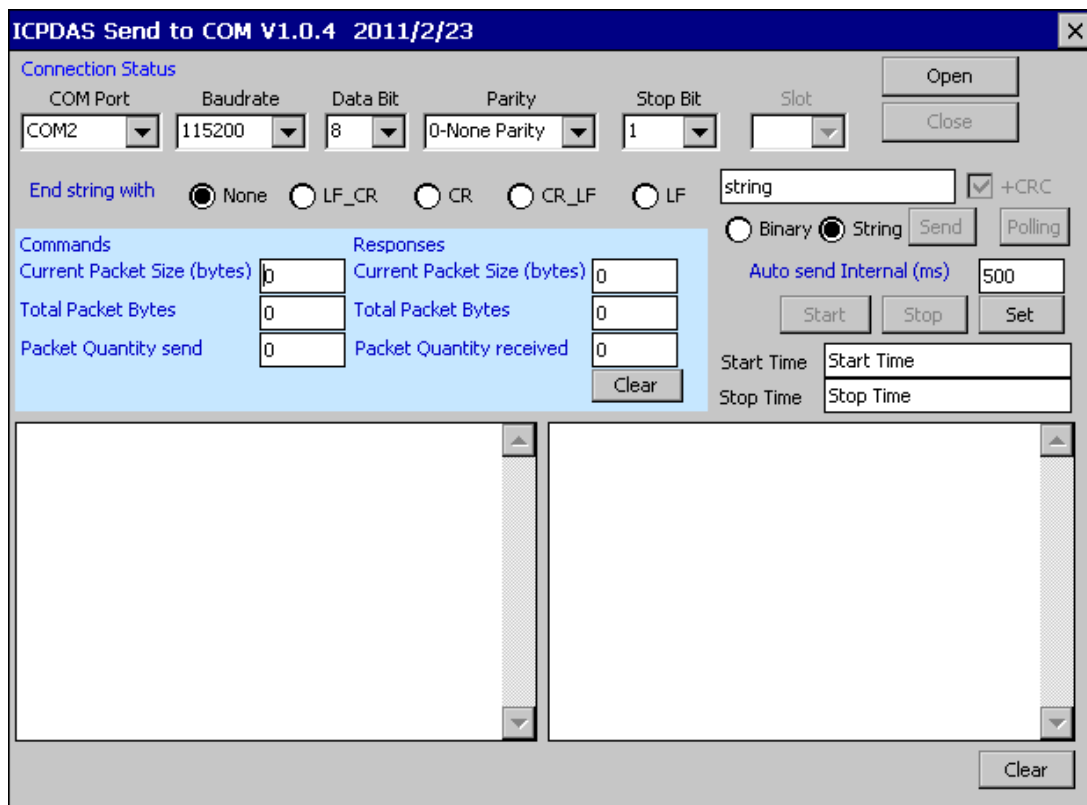 ICPDAS Send to COM V1.0.4 2011/2/23
Connection Status
COM Port Baudrate Data Bit Parity Stop Bit Slot
COM2 115200 8 0-None Parity 1
Open
Close
End string with None LF_CR CR CR_LF LF
string +CRC
Binary String Send Polling
Commands Responses
Current Packet Size (bytes) 0 Current Packet Size (bytes) 0
Total Packet Bytes 0 Total Packet Bytes 0
Packet Quantity send 0 Packet Quantity received 0
Clear
Auto send Internal (ms) 500
Start Stop Set
Start Time Start Time
Stop Time Stop Time
Clear